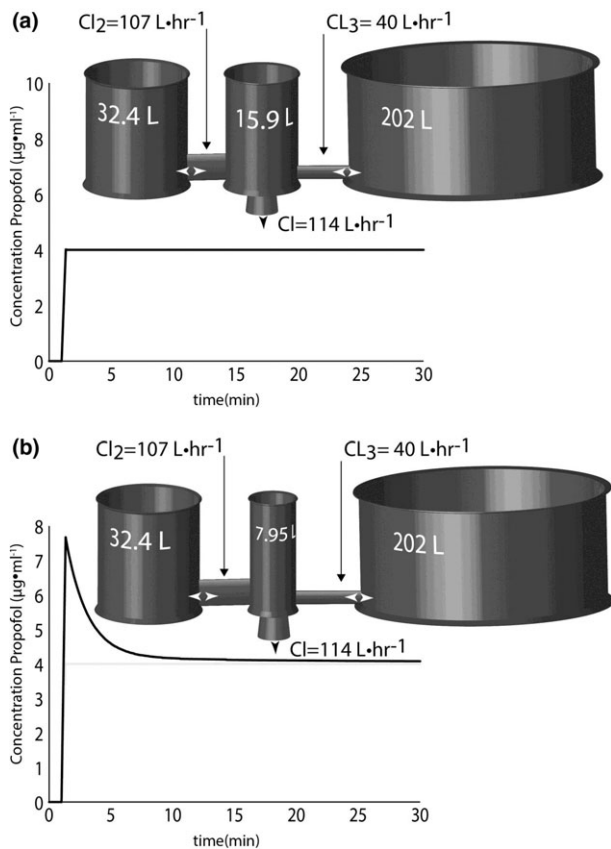 (a)
Cl2=107 L•hr-1
CL3= 40 L•hr-1
32.4 L
15.9 L
202 L
Cl=114 L•hr-1
Concentration Propofol (µg•ml-1)
10
8
6
4
2
0
0 5 10 15 20 25 30
time(min)
(b)
Cl2=107 L•hr-1
CL3= 40 L•hr-1
32.4 L
7.95 L
202 L
Cl=114 L•hr-1
Concentration Propofol (µg•ml-1)
8
7
6
5
4
3
2
1
0
0 5 10 15 20 25 30
time(min)